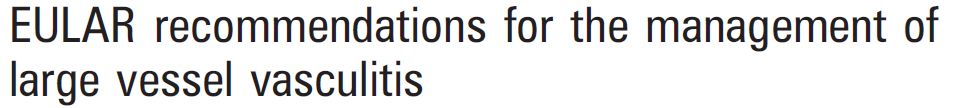 EULAR recommendations for the management of
large vessel vasculitis